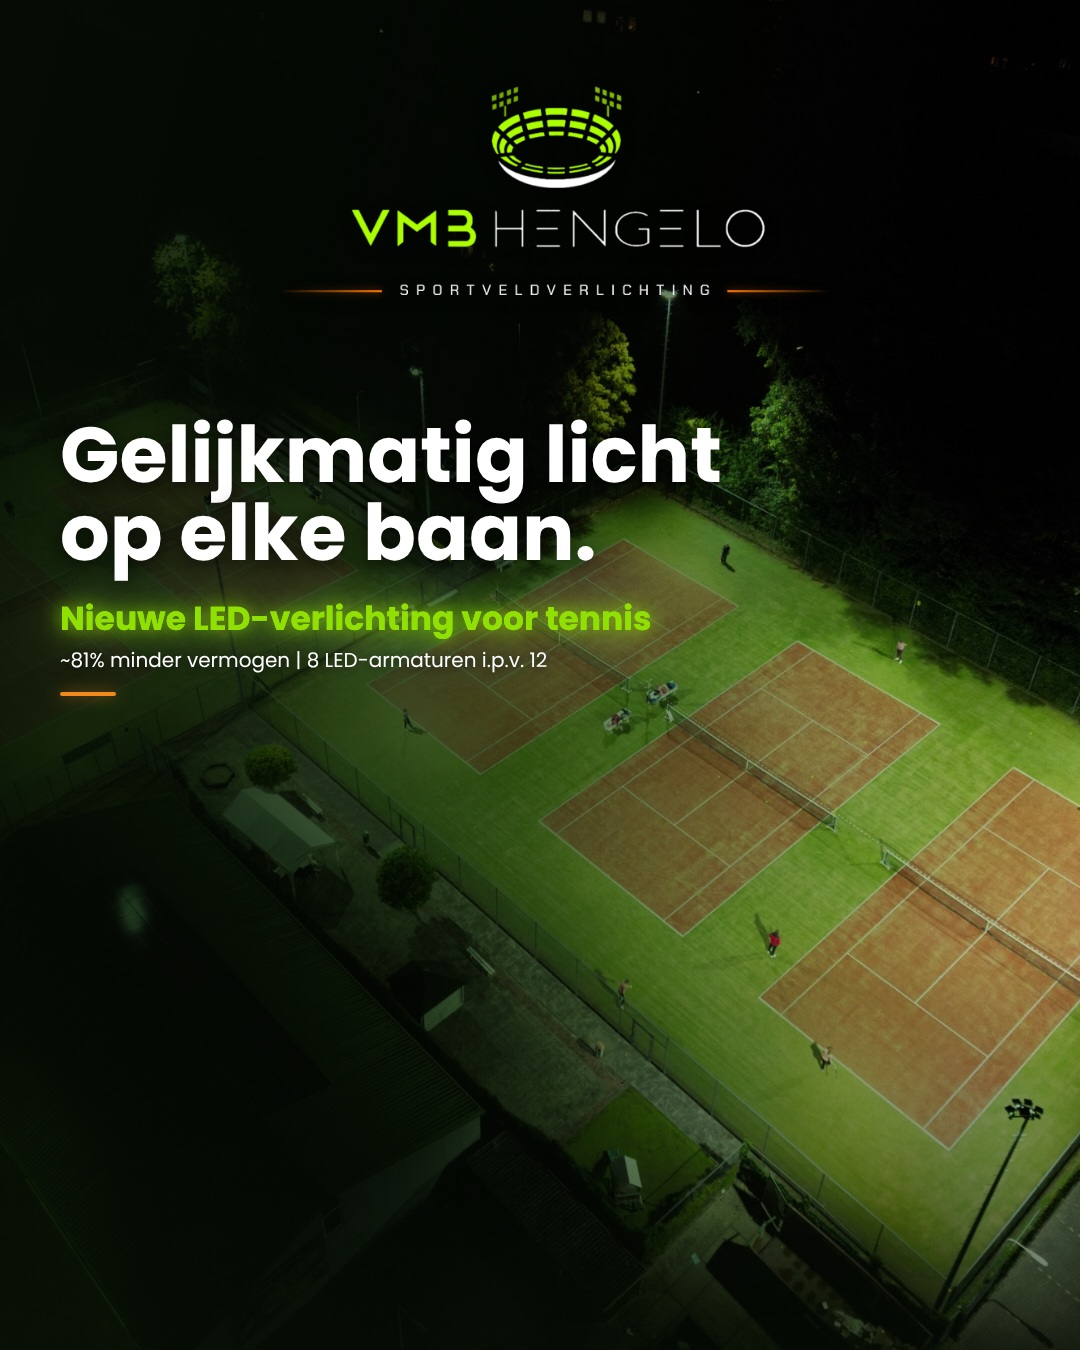 VMB HENGELO
SPORTVELDVERLICHTING
Gelijkmatig licht
op elke baan.
Nieuwe LED-verlichting voor tennis
~81% minder vermogen | 8 LED-armaturen i.p.v. 12